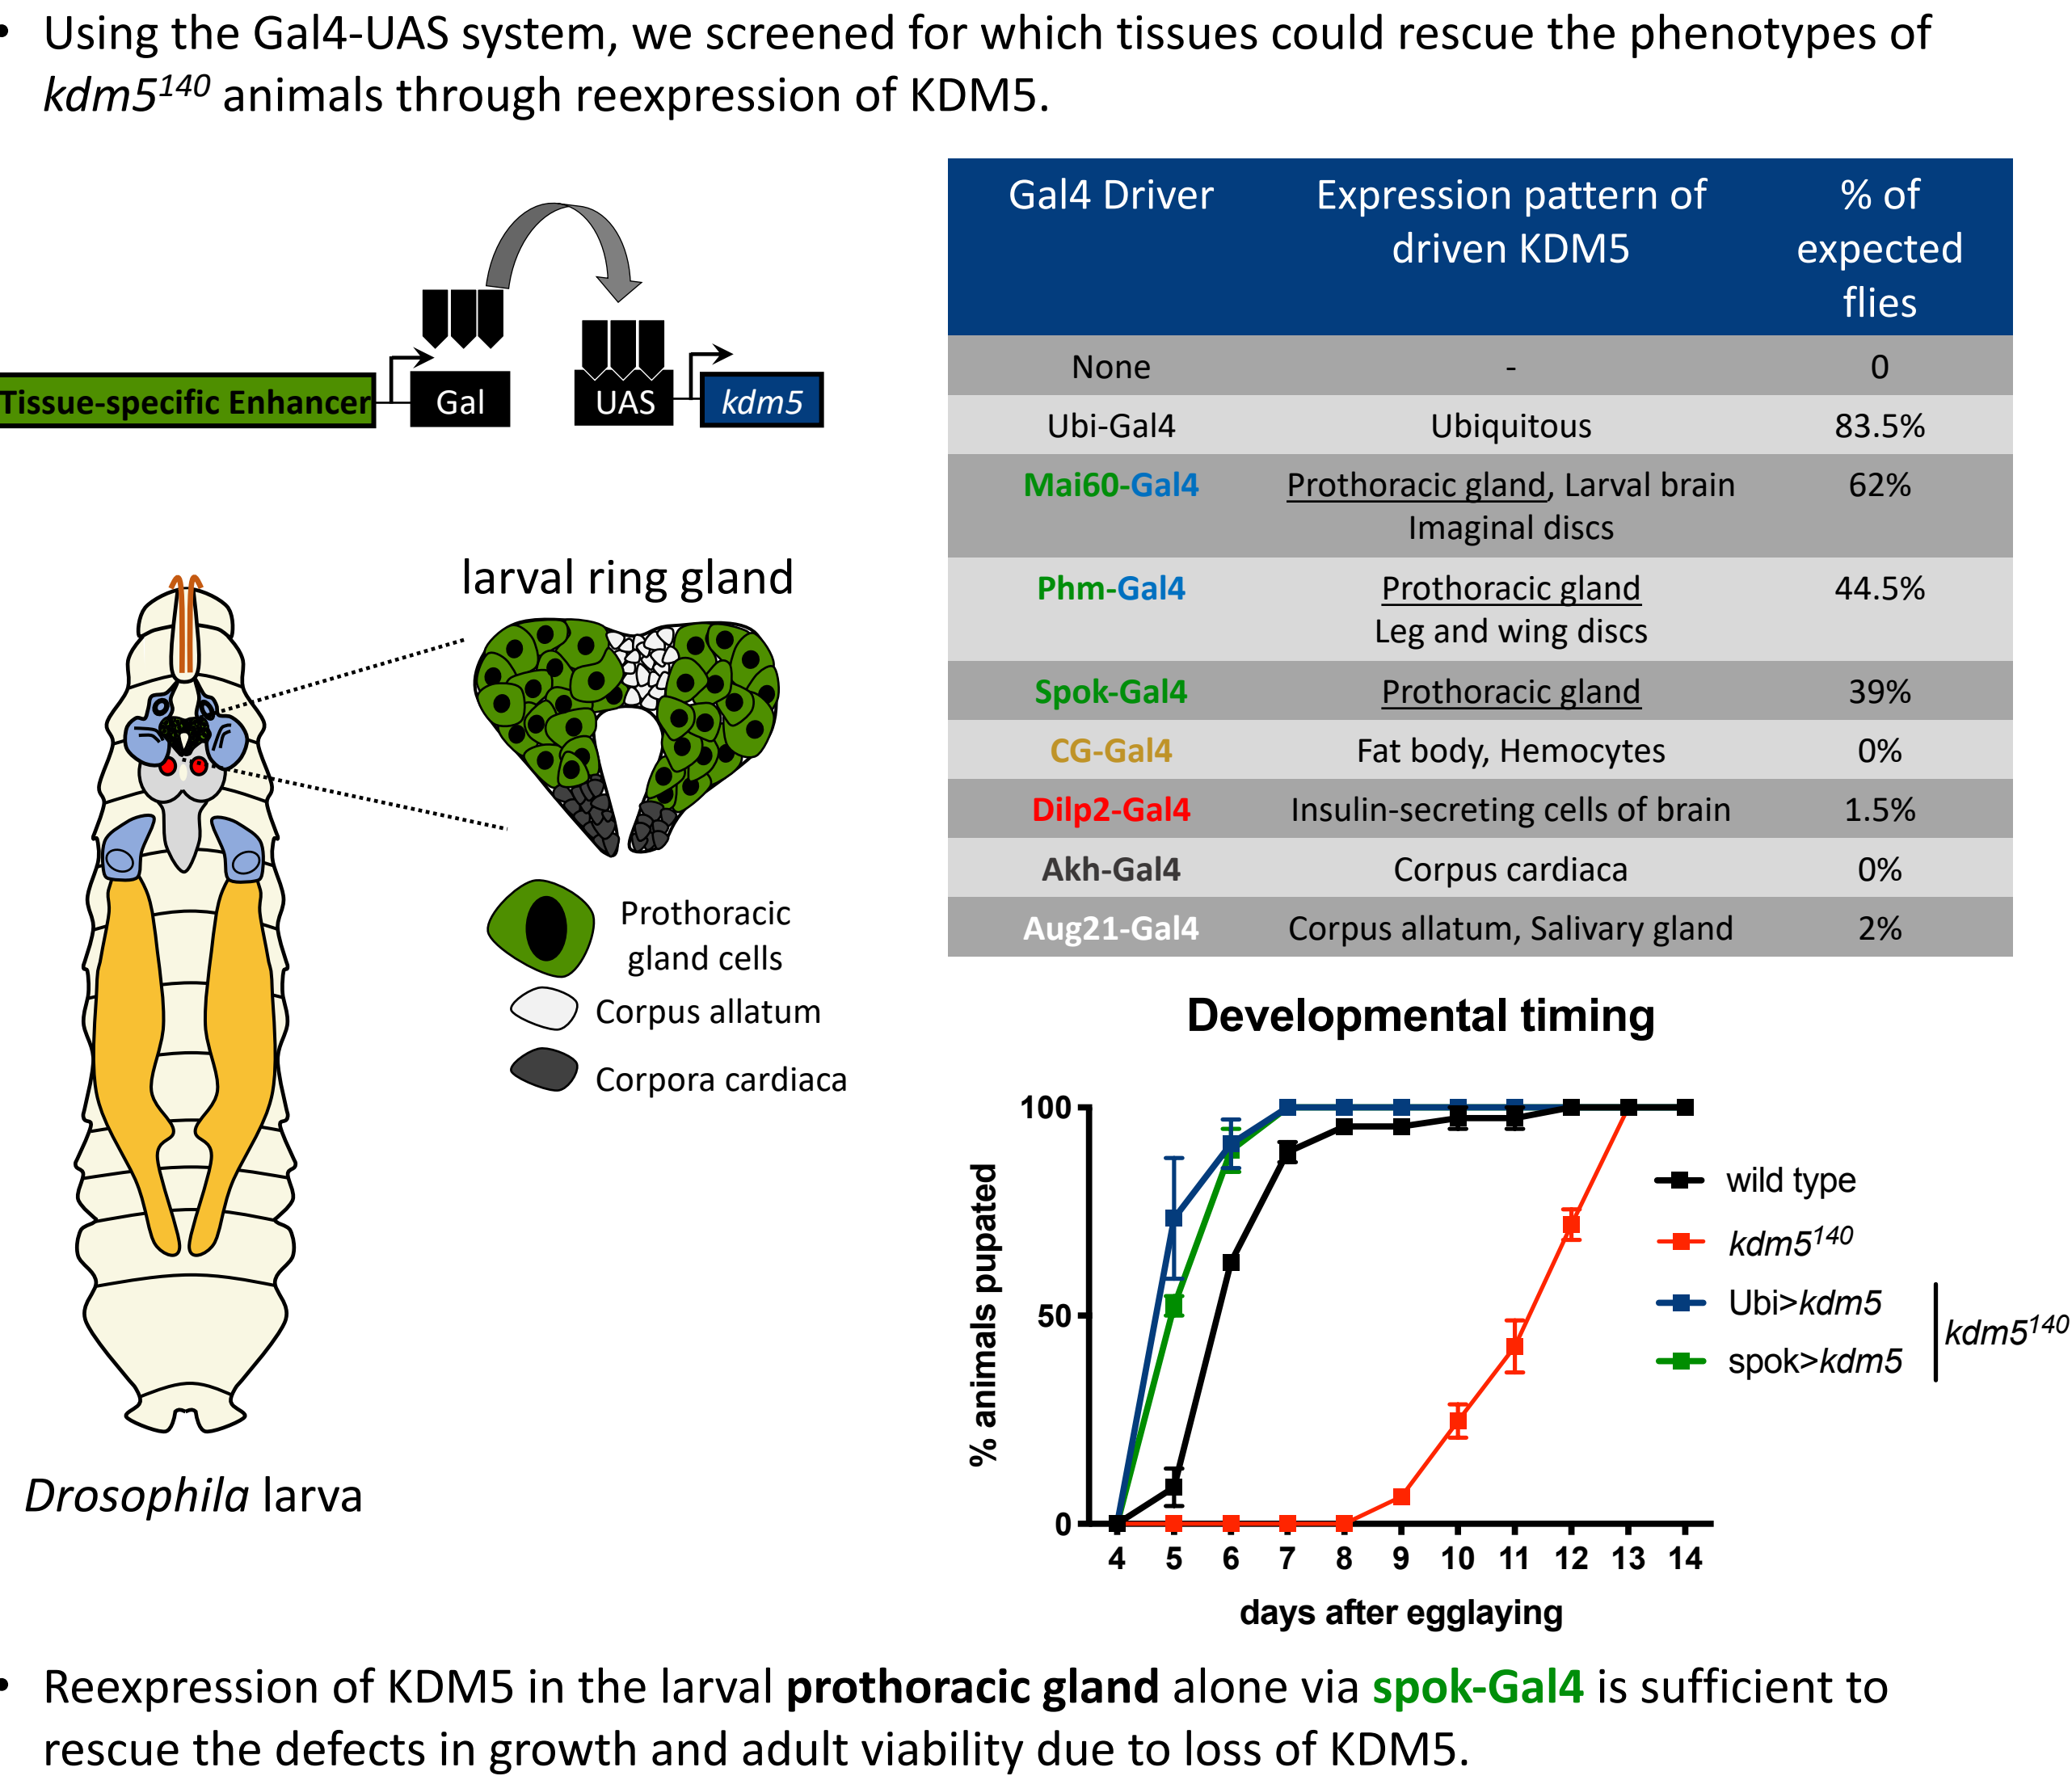 • Using the Gal4-UAS system, we screened for which tissues could rescue the phenotypes of
kdm5¹⁴⁰ animals through reexpression of KDM5.
Tissue-specific Enhancer
Gal
UAS
kdm5
larval ring gland
Prothoracic
gland cells
Corpus allatum
Corpora cardiaca
Drosophila larva
Gal4 Driver Expression pattern of % of
driven KDM5 expected
flies
None - 0
Ubi-Gal4 Ubiquitous 83.5%
Mai60-Gal4 Prothoracic gland, Larval brain 62%
Imaginal discs
Phm-Gal4 Prothoracic gland 44.5%
Leg and wing discs
Spok-Gal4 Prothoracic gland 39%
CG-Gal4 Fat body, Hemocytes 0%
Dilp2-Gal4 Insulin-secreting cells of brain 1.5%
Akh-Gal4 Corpus cardiaca 0%
Aug21-Gal4 Corpus allatum, Salivary gland 2%
Developmental timing
% animals pupated
100
50
0
4 5 6 7 8 9 10 11 12 13 14
days after egglaying
wild type
kdm5¹⁴⁰
Ubi>kdm5
spok>kdm5
kdm5¹⁴⁰
• Reexpression of KDM5 in the larval prothoracic gland alone via spok-Gal4 is sufficient to
rescue the defects in growth and adult viability due to loss of KDM5.